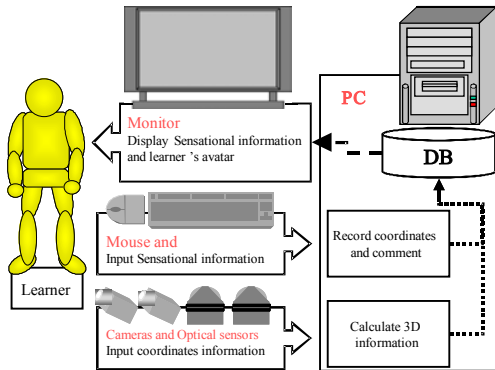 PC
Monitor
Display Sensational information
and learner 's avatar
DB
Mouse and
Input Sensational information
Record coordinates
and comment
Learner
Cameras and Optical sensors
Input coordinates information
Calculate 3D
information